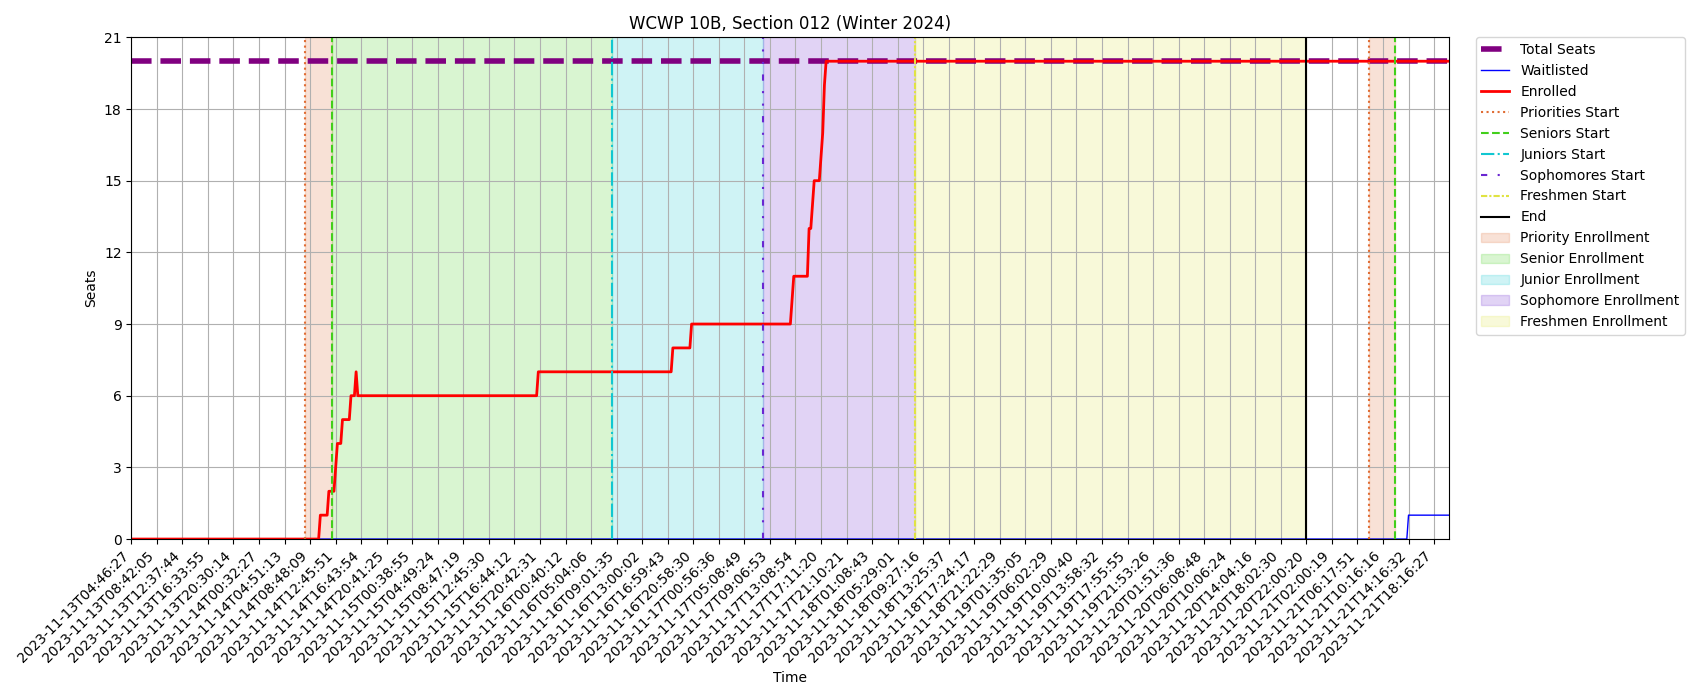 WCWP 10B, Section 012 (Winter 2024)
21
18
15
12
9
6
3
0
Seats
2023-11-13T04:46:27
2023-11-13T08:42:05
2023-11-13T12:37:44
2023-11-13T16:33:55
2023-11-13T20:30:14
2023-11-14T00:32:27
2023-11-14T04:51:13
2023-11-14T08:48:09
2023-11-14T12:45:51
2023-11-14T16:43:54
2023-11-14T20:41:25
2023-11-15T00:38:55
2023-11-15T04:49:24
2023-11-15T08:47:19
2023-11-15T12:45:30
2023-11-15T16:44:12
2023-11-15T20:42:31
2023-11-16T00:40:12
2023-11-16T05:04:06
2023-11-16T09:01:35
2023-11-16T13:00:02
2023-11-16T16:59:43
2023-11-16T20:58:30
2023-11-17T00:56:36
2023-11-17T05:08:49
2023-11-17T09:06:53
2023-11-17T13:08:54
2023-11-17T17:11:20
2023-11-17T21:10:21
2023-11-18T01:08:43
2023-11-18T05:29:01
2023-11-18T09:27:16
2023-11-18T13:25:37
2023-11-18T17:24:17
2023-11-18T21:22:29
2023-11-19T01:35:05
2023-11-19T06:02:29
2023-11-19T10:00:40
2023-11-19T13:58:32
2023-11-19T17:55:55
2023-11-19T21:53:26
2023-11-20T01:51:36
2023-11-20T06:08:48
2023-11-20T10:06:24
2023-11-20T14:04:16
2023-11-20T18:02:30
2023-11-20T22:00:20
2023-11-21T02:00:19
2023-11-21T06:17:51
2023-11-21T10:16:16
2023-11-21T14:16:32
2023-11-21T18:16:27
Time
Total Seats
Waitlisted
Enrolled
Priorities Start
Seniors Start
Juniors Start
Sophomores Start
Freshmen Start
End
Priority Enrollment
Senior Enrollment
Junior Enrollment
Sophomore Enrollment
Freshmen Enrollment